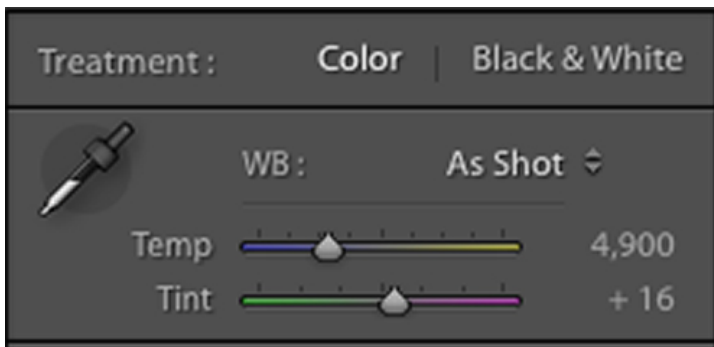 Treatment : Color | Black & White
WB : As Shot
Temp 4,900
Tint + 16